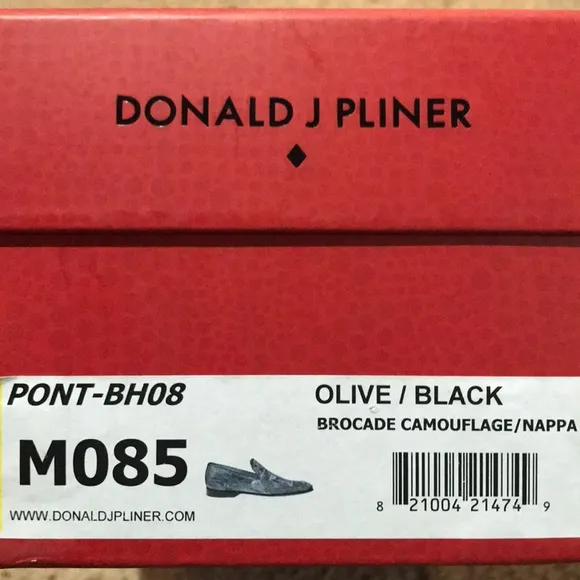 DONALD J PLINER
PONT-BH08
OLIVE / BLACK
BROCADE CAMOUFLAGE/NAPPA
M085
WWW.DONALDJPLINER.COM
8 21004 21474 9